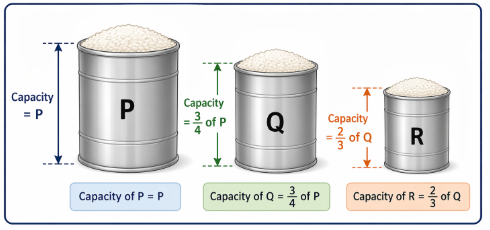 Capacity
= P
P
Capacity
= 3/4 of P
Q
Capacity
= 2/3 of Q
R
Capacity of P = P
Capacity of Q = 3/4 of P
Capacity of R = 2/3 of Q